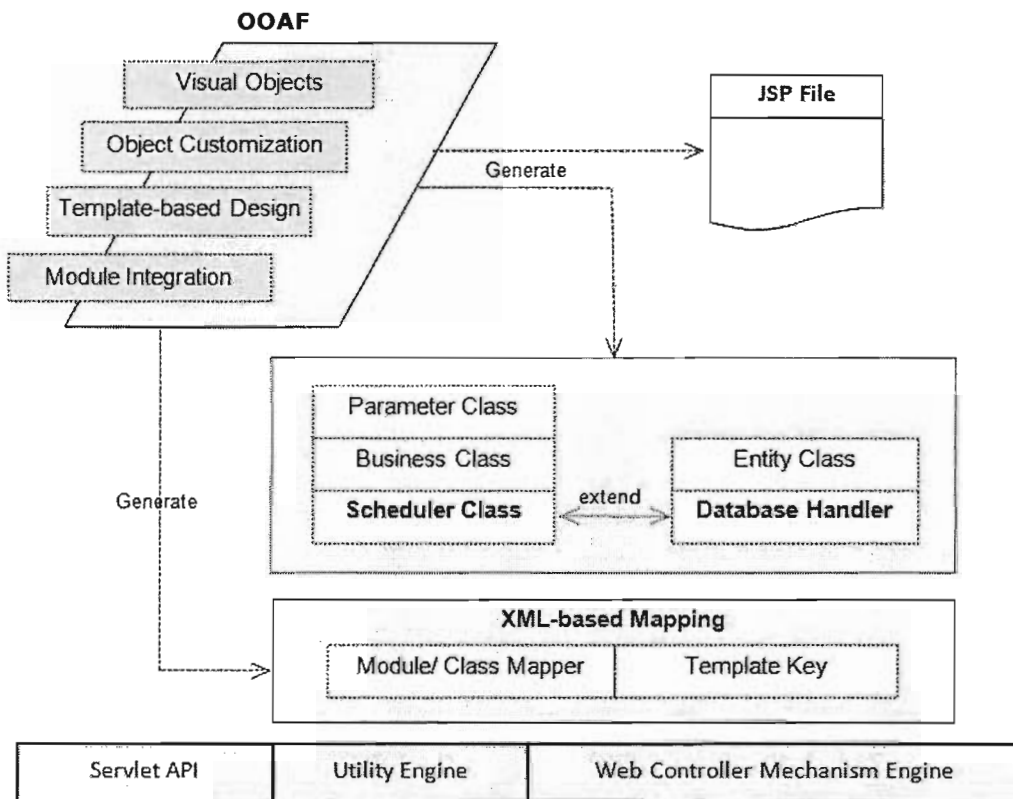 OOAF
Visual Objects
Object Customization
Template-based Design
Module Integration
JSP File
Generate
Parameter Class
Business Class
Scheduler Class
extend
Entity Class
Database Handler
Generate
XML-based Mapping
Module/ Class Mapper
Template Key
Servlet API
Utility Engine
Web Controller Mechanism Engine